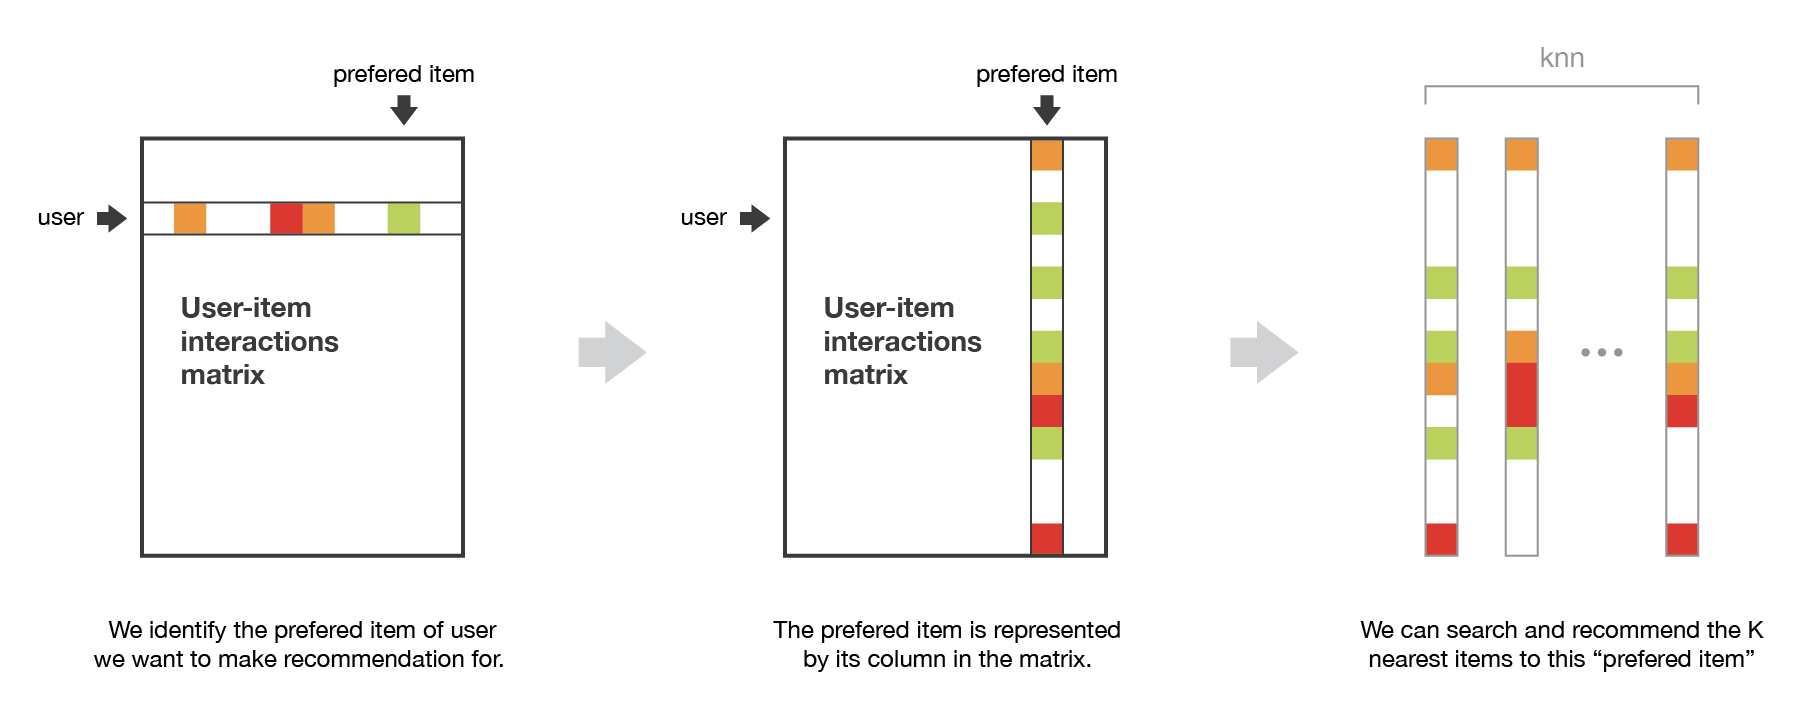 prefered item
user
User-item
interactions
matrix
We identify the prefered item of user
we want to make recommendation for.
prefered item
user
User-item
interactions
matrix
The prefered item is represented
by its column in the matrix.
knn
We can search and recommend the K
nearest items to this “prefered item”